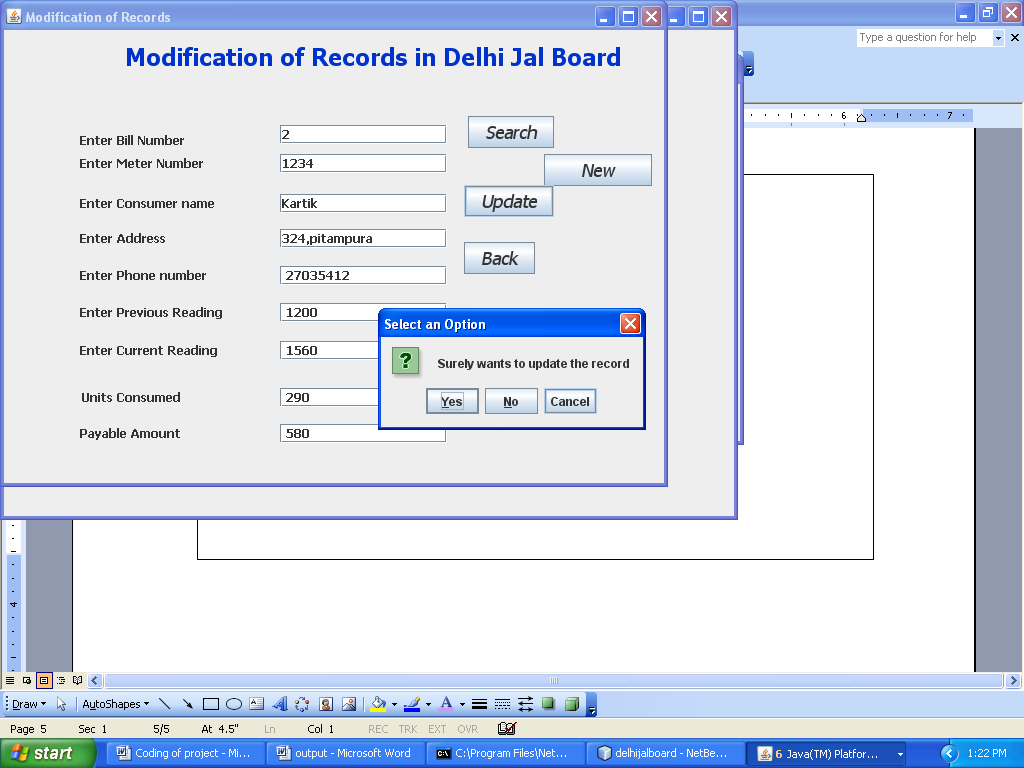 Modification of Records
Type a question for help
Modification of Records in Delhi Jal Board
6 7
Enter Bill Number 2 Search
Enter Meter Number 1234
New
Enter Consumer name Kartik Update
Enter Address 324,pitampura
Back
Enter Phone number 27035412
Enter Previous Reading 1200
Select an Option
Enter Current Reading 1560
? Surely wants to update the record
Units Consumed 290
Yes No Cancel
Payable Amount 580
4
Draw AutoShapes A
Page 5 Sec 1 5/5 At 4.5" Ln Col 1 REC TRK EXT OVR
start Coding of project - Mi... output - Microsoft Word C:\Program Files\Net... delhijalboard - NetBe... 6 Java(TM) Platfor... 1:22 PM